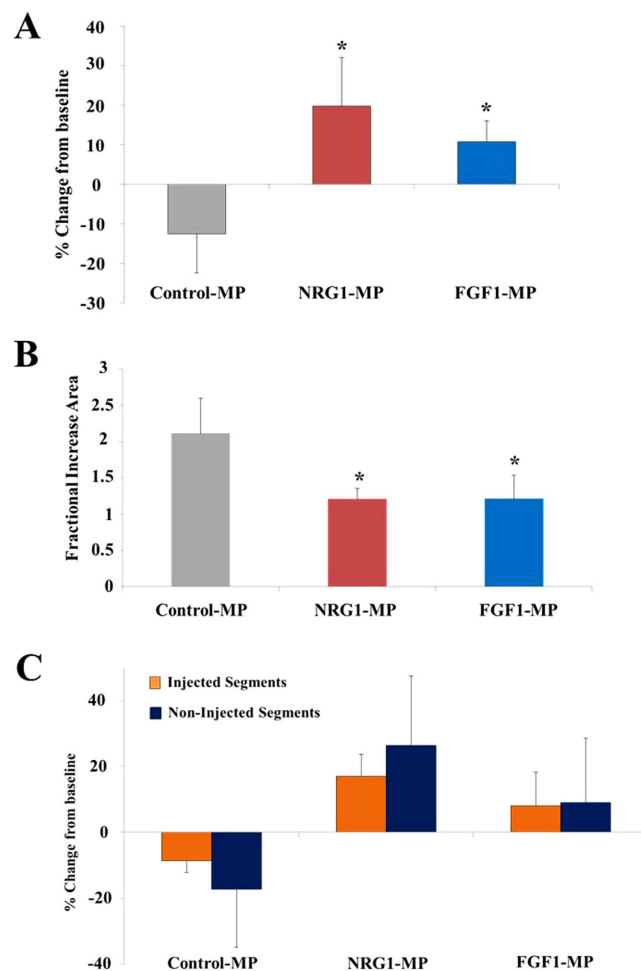 A
% Change from baseline
40
30
20
10
0
-10
-20
-30
*
*
Control-MP NRG1-MP FGF1-MP
B
Fractional Increase Area
3
2.5
2
1.5
1
0.5
0
*
*
Control-MP NRG1-MP FGF1-MP
C
% Change from baseline
40
20
0
-20
-40
Injected Segments
Non-Injected Segments
Control-MP NRG1-MP FGF1-MP